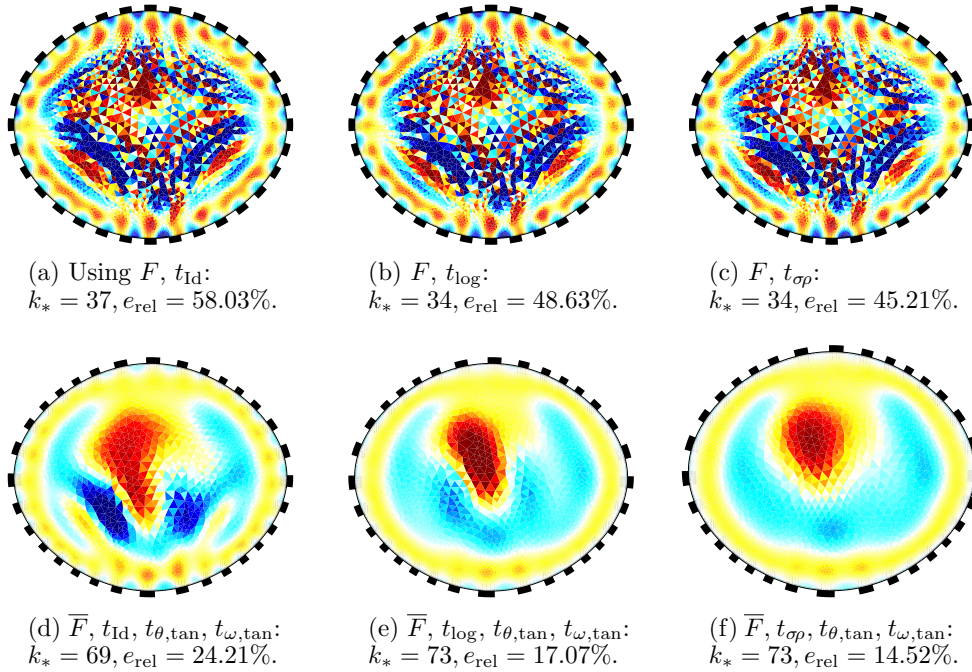 (a) Using F, t_Id:
k_* = 37, e_rel = 58.03%.
(b) F, t_log:
k_* = 34, e_rel = 48.63%.
(c) F, t_σρ:
k_* = 34, e_rel = 45.21%.
(d) F̅, t_Id, t_θ,tan, t_ω,tan:
k_* = 69, e_rel = 24.21%.
(e) F̅, t_log, t_θ,tan, t_ω,tan:
k_* = 73, e_rel = 17.07%.
(f) F̅, t_σρ, t_θ,tan, t_ω,tan:
k_* = 73, e_rel = 14.52%.